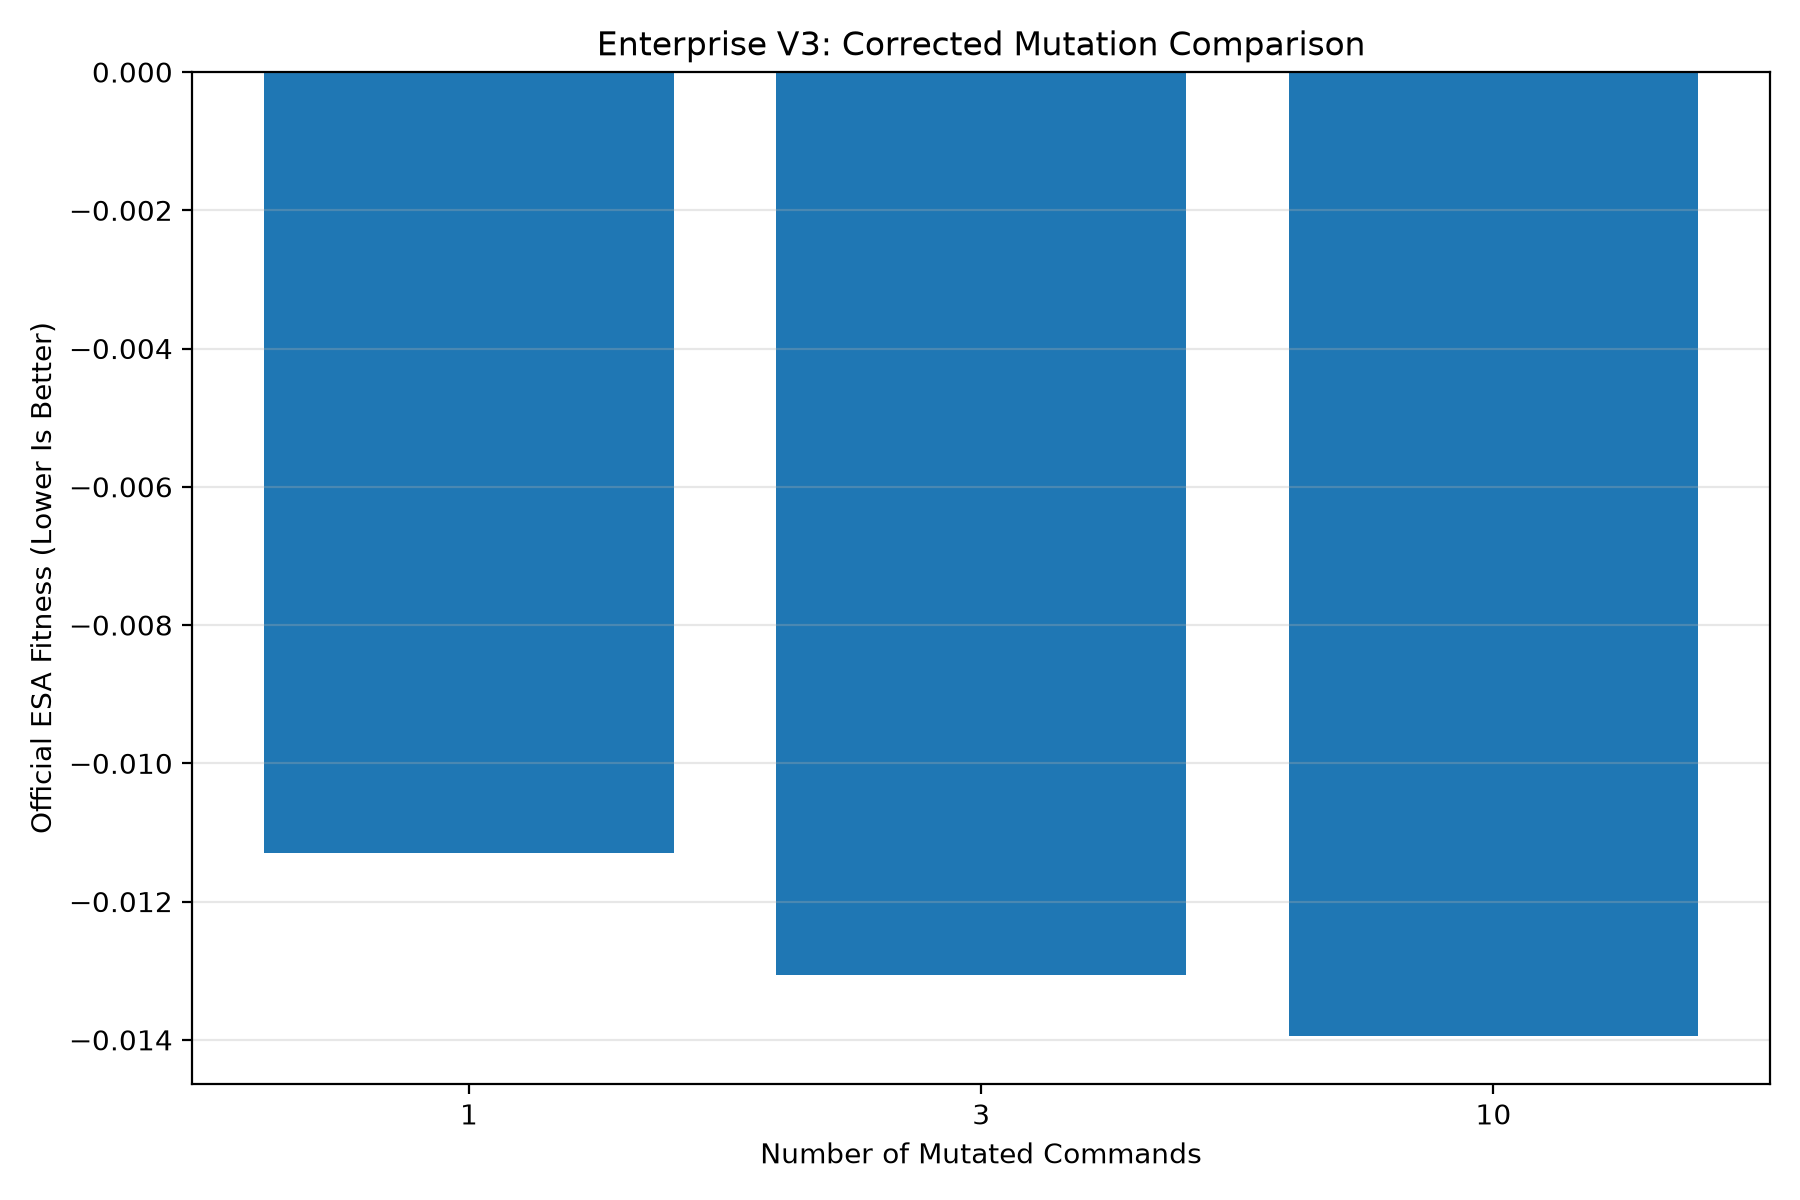 Enterprise V3: Corrected Mutation Comparison
Official ESA Fitness (Lower Is Better)
0.000
−0.002
−0.004
−0.006
−0.008
−0.010
−0.012
−0.014
1 3 10
Number of Mutated Commands